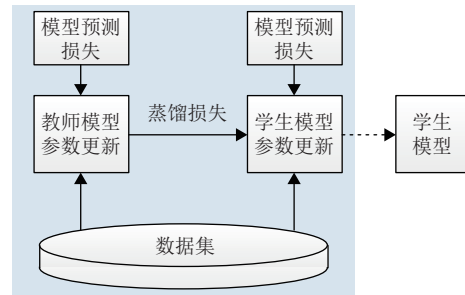 模型预测
损失
模型预测
损失
教师模型
参数更新
蒸馏损失
学生模型
参数更新
学生
模型
数据集